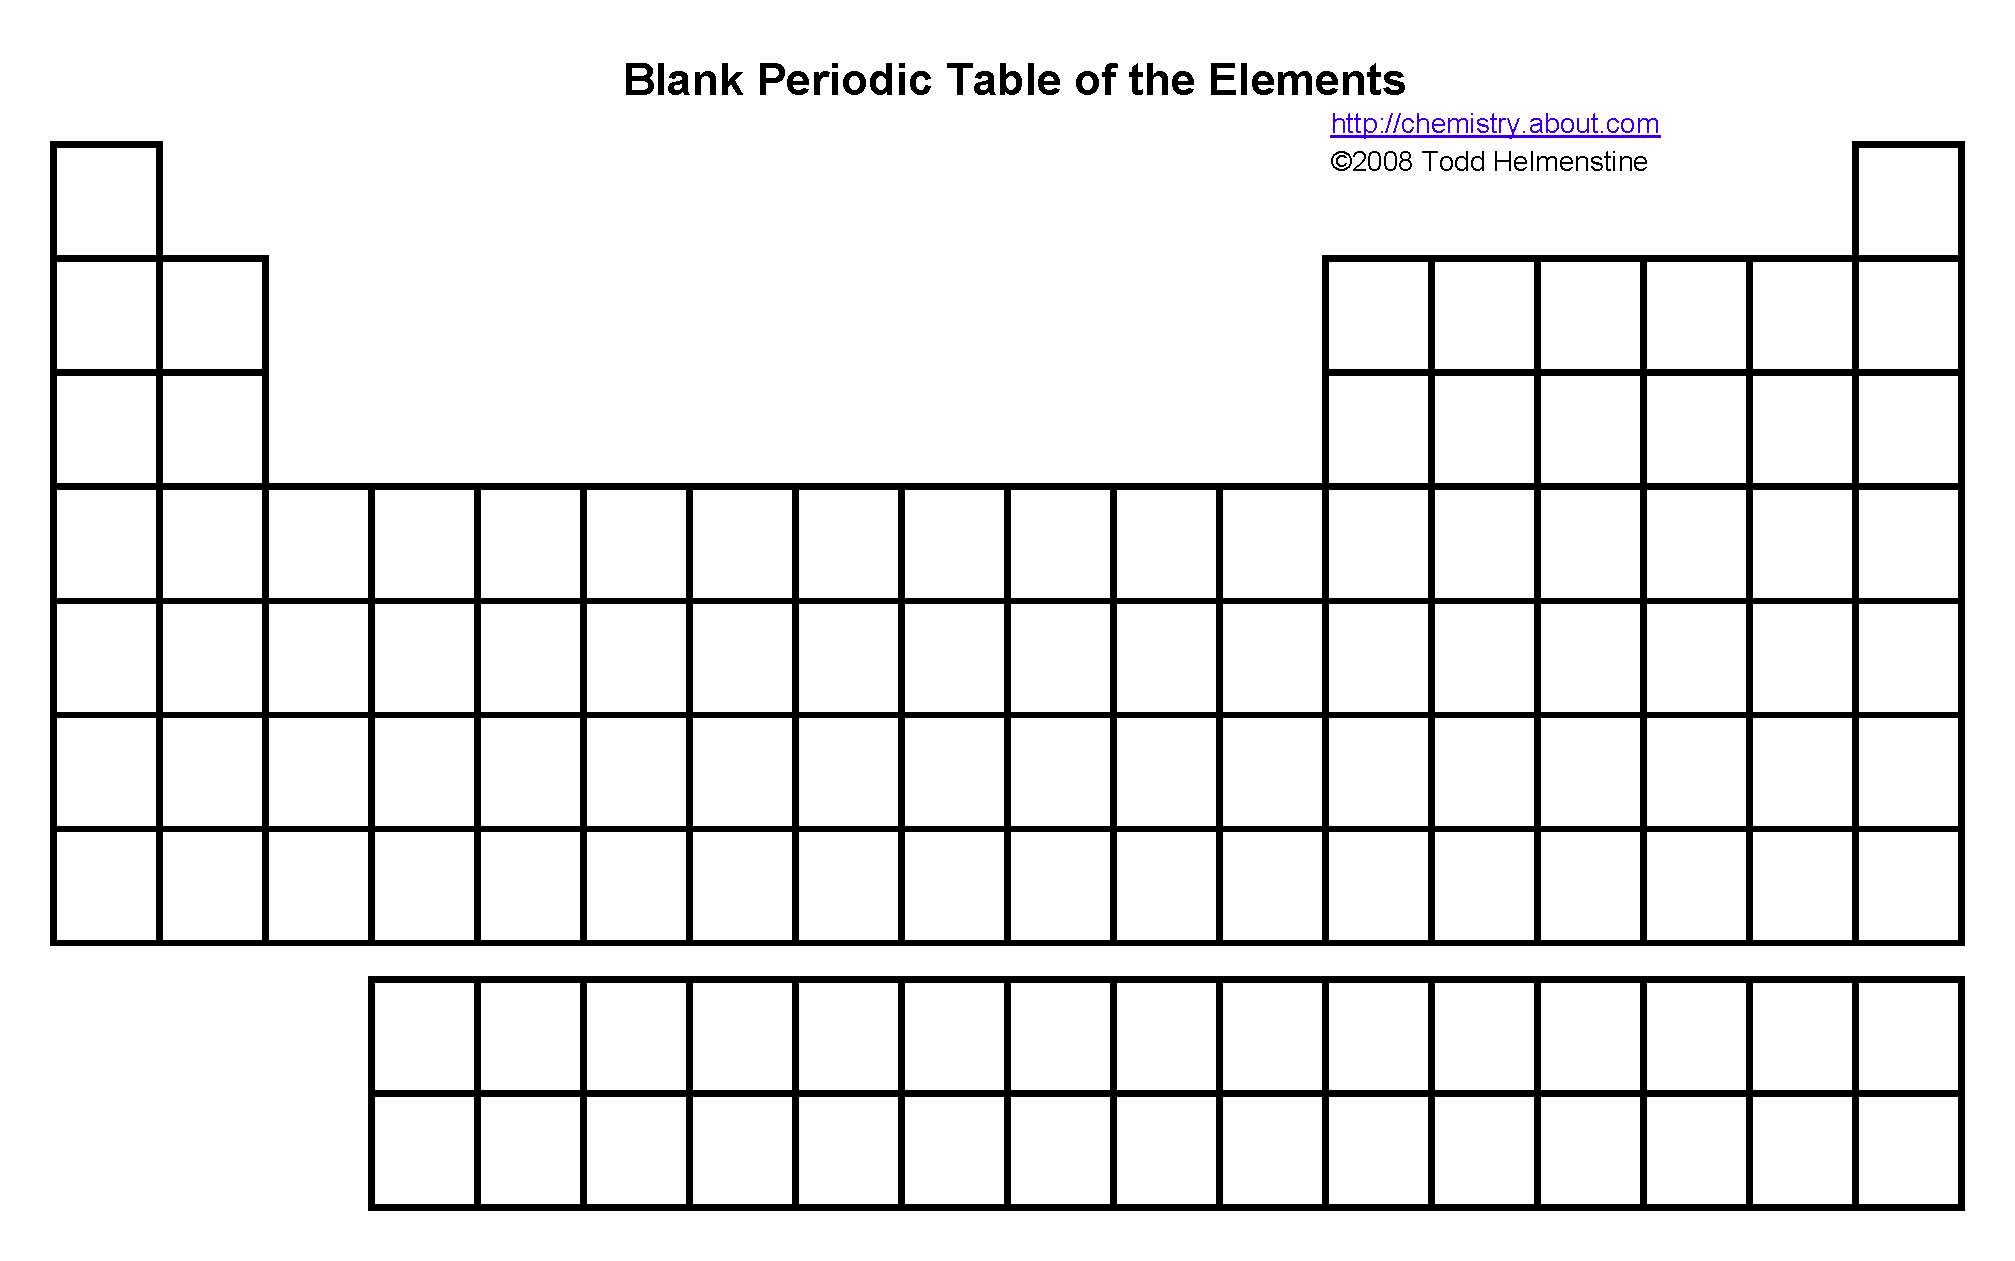 Blank Periodic Table of the Elements
http://chemistry.about.com
©2008 Todd Helmenstine